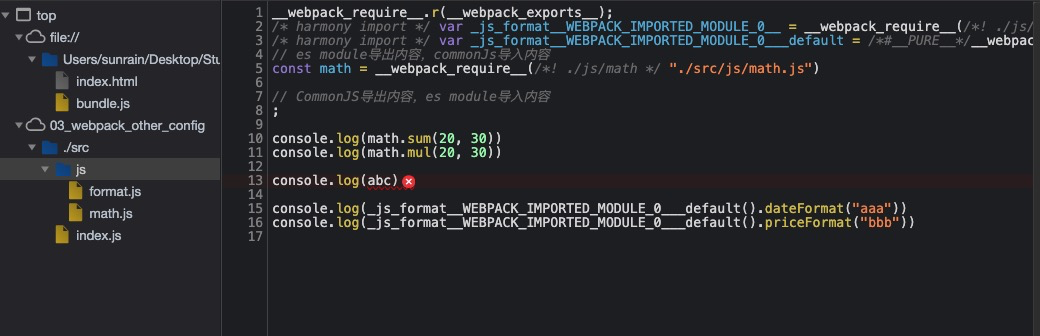 top
file://
Users/sunrain/Desktop/Stu
index.html
bundle.js
03_webpack_other_config
./src
js
format.js
math.js
index.js
1 __webpack_require__.r(__webpack_exports__);
2 /* harmony import */ var _js_format__WEBPACK_IMPORTED_MODULE_0__ = __webpack_require__(/*! ./js/
3 /* harmony import */ var _js_format__WEBPACK_IMPORTED_MODULE_0___default = /*#__PURE__*/__webpac
4 // es module导出内容，commonJs导入内容
5 const math = __webpack_require__(/*! ./js/math */ "./src/js/math.js")
6
7 // CommonJS导出内容，es module导入内容
8 ;
9
10 console.log(math.sum(20, 30))
11 console.log(math.mul(20, 30))
12
13 console.log(abc)
14
15 console.log(_js_format__WEBPACK_IMPORTED_MODULE_0___default().dateFormat("aaa"))
16 console.log(_js_format__WEBPACK_IMPORTED_MODULE_0___default().priceFormat("bbb"))
17